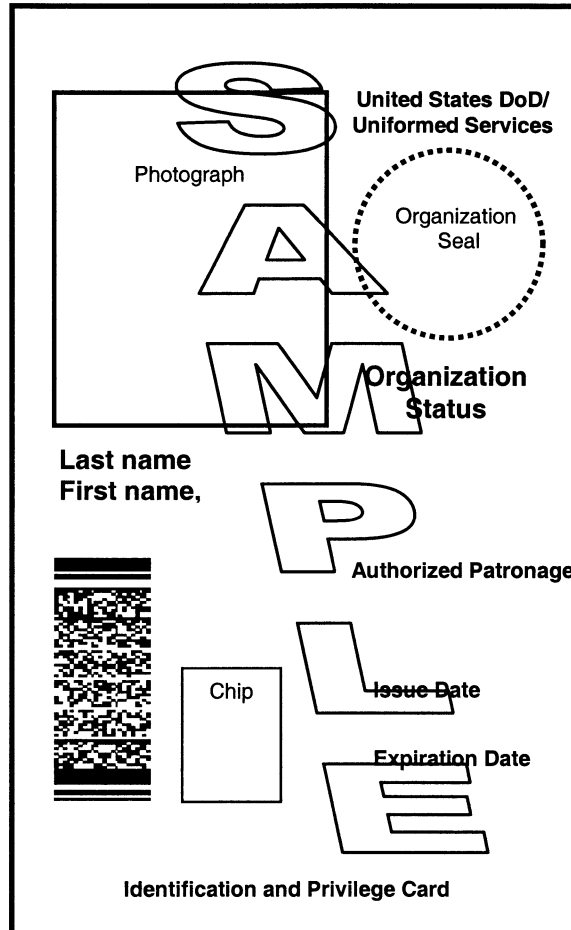 SAMPLE
United States DoD/
Uniformed Services
Photograph
Organization
Seal
Organization
Status
Last name
First name,
Authorized Patronage
Issue Date
Chip
Expiration Date
Identification and Privilege Card